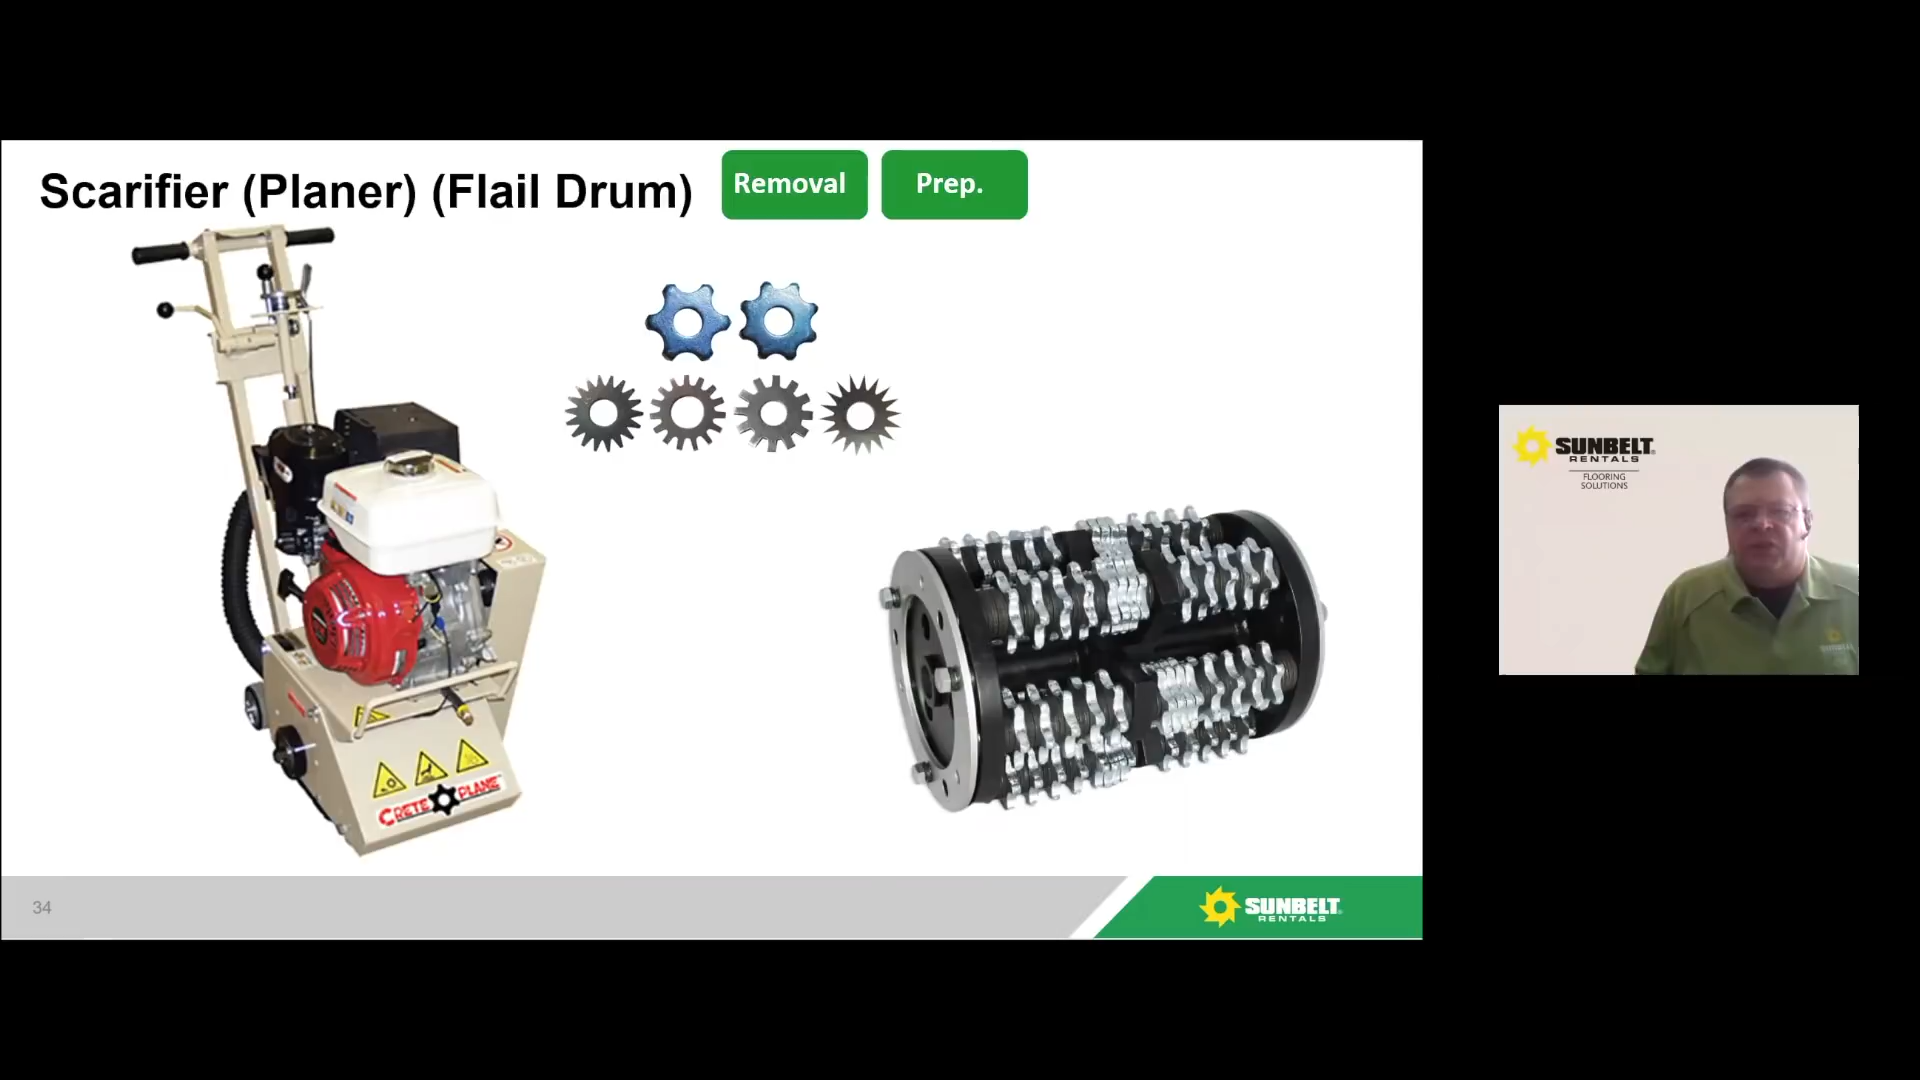 Scarifier (Planer) (Flail Drum)
Removal
Prep.
CRETE PLANE
34
SUNBELT
RENTALS
SUNBELT
RENTALS
FLOORING
SOLUTIONS